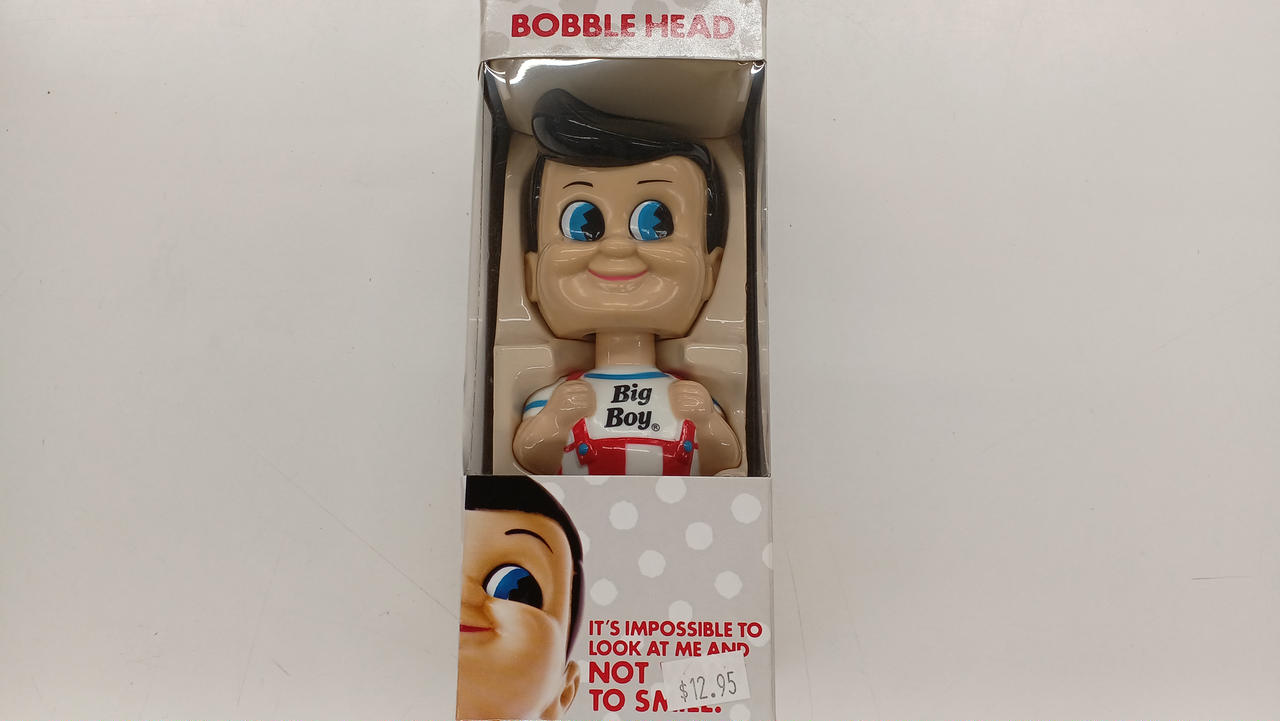 BOBBLE HEAD
Big
Boy®
IT'S IMPOSSIBLE TO
LOOK AT ME AND
NOT
TO
$12.95